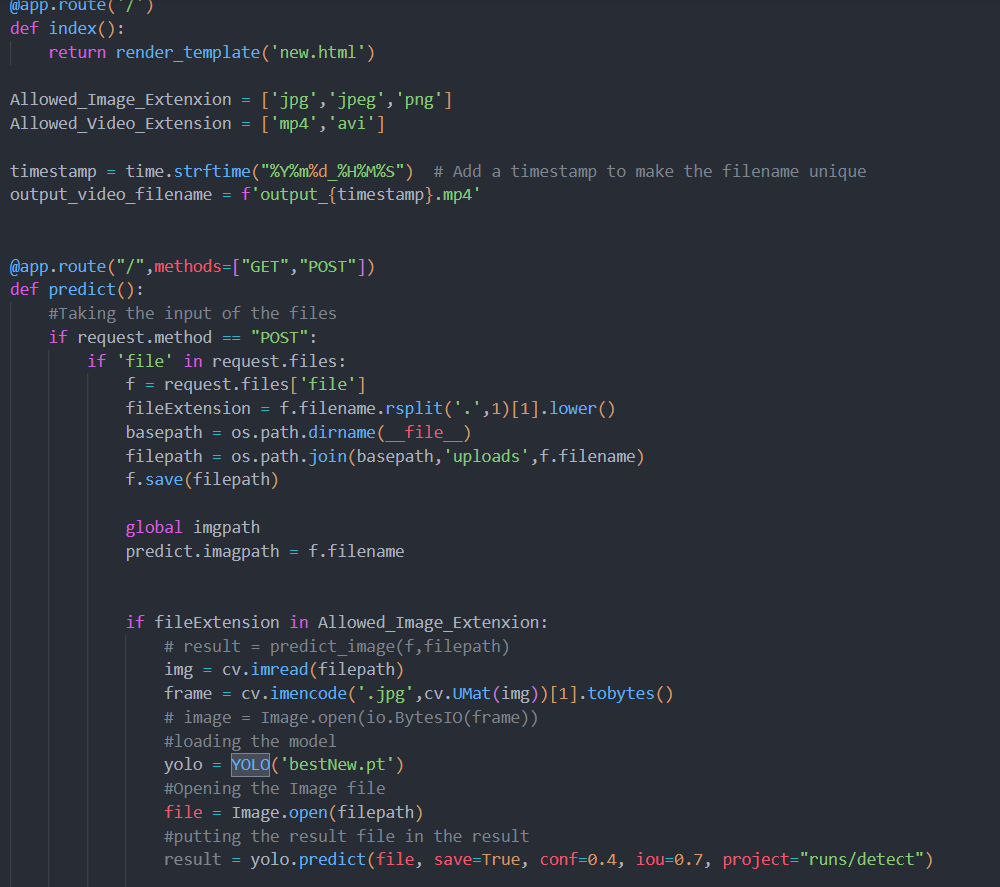 @app.route('/')
def index():
    return render_template('new.html')

Allowed_Image_Extenxion = ['jpg','jpeg','png']
Allowed_Video_Extension = ['mp4','avi']

timestamp = time.strftime("%Y%m%d_%H%M%S")  # Add a timestamp to make the filename unique
output_video_filename = f'output_{timestamp}.mp4'


@app.route("/",methods=["GET","POST"])
def predict():
    #Taking the input of the files
    if request.method == "POST":
        if 'file' in request.files:
            f = request.files['file']
            fileExtension = f.filename.rsplit('.',1)[1].lower()
            basepath = os.path.dirname(__file__)
            filepath = os.path.join(basepath,'uploads',f.filename)
            f.save(filepath)

            global imgpath
            predict.imagpath = f.filename


            if fileExtension in Allowed_Image_Extenxion:
                # result = predict_image(f,filepath)
                img = cv.imread(filepath)
                frame = cv.imencode('.jpg',cv.UMat(img))[1].tobytes()
                # image = Image.open(io.BytesIO(frame))
                #loading the model
                yolo = YOLO('bestNew.pt')
                #Opening the Image file
                file = Image.open(filepath)
                #putting the result file in the result
                result = yolo.predict(file, save=True, conf=0.4, iou=0.7, project="runs/detect")